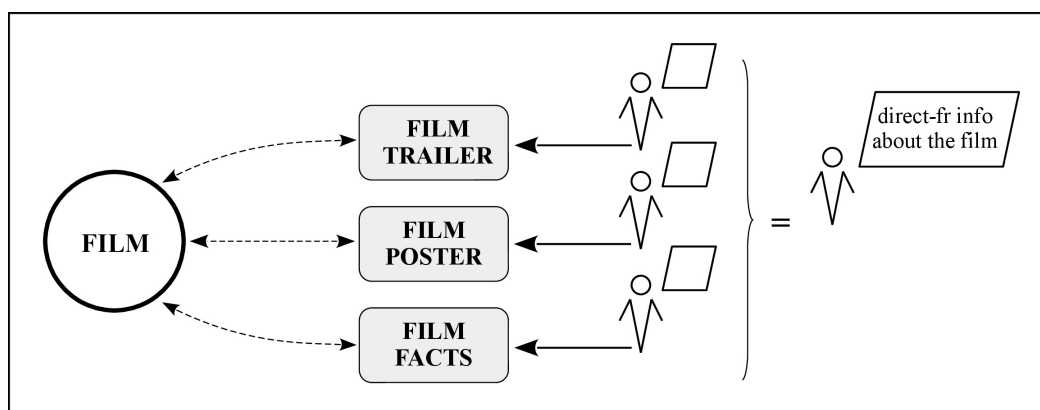 FILM
FILM
TRAILER
FILM
POSTER
FILM
FACTS
=
direct-fr info
about the film